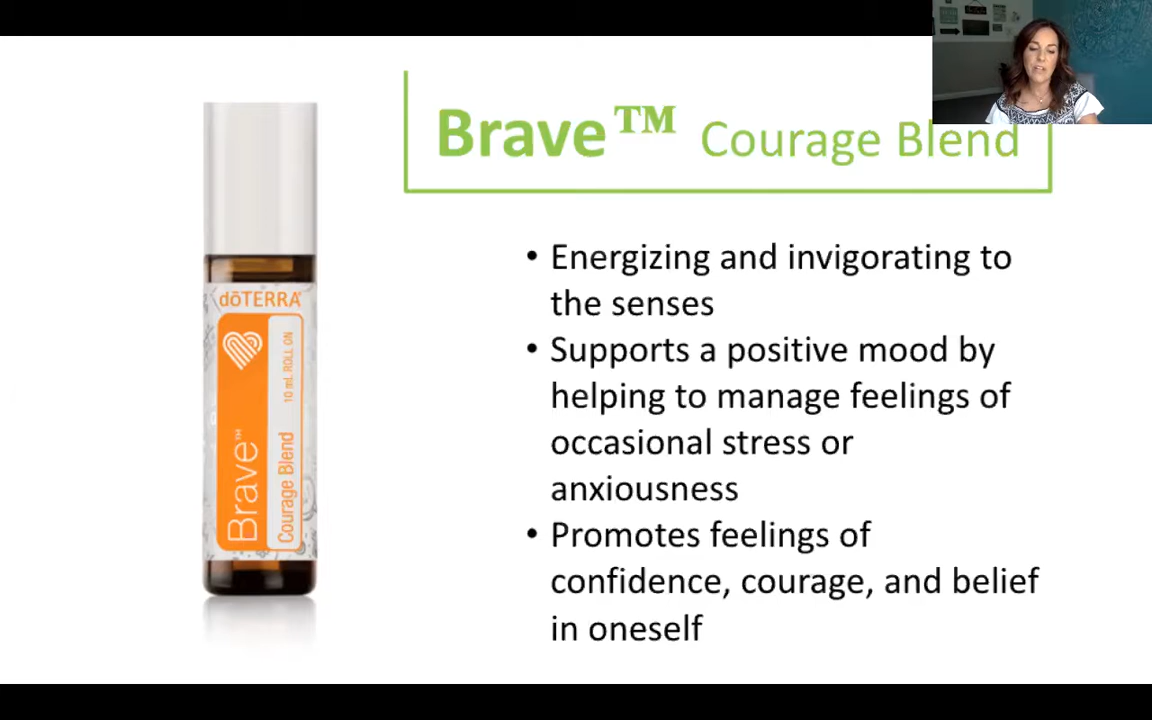 Brave™ Courage Blend
• Energizing and invigorating to
the senses
• Supports a positive mood by
helping to manage feelings of
occasional stress or
anxiousness
• Promotes feelings of
confidence, courage, and belief
in oneself
dōTERRA®
10 mL ROLL ON
Brave™
Courage Blend